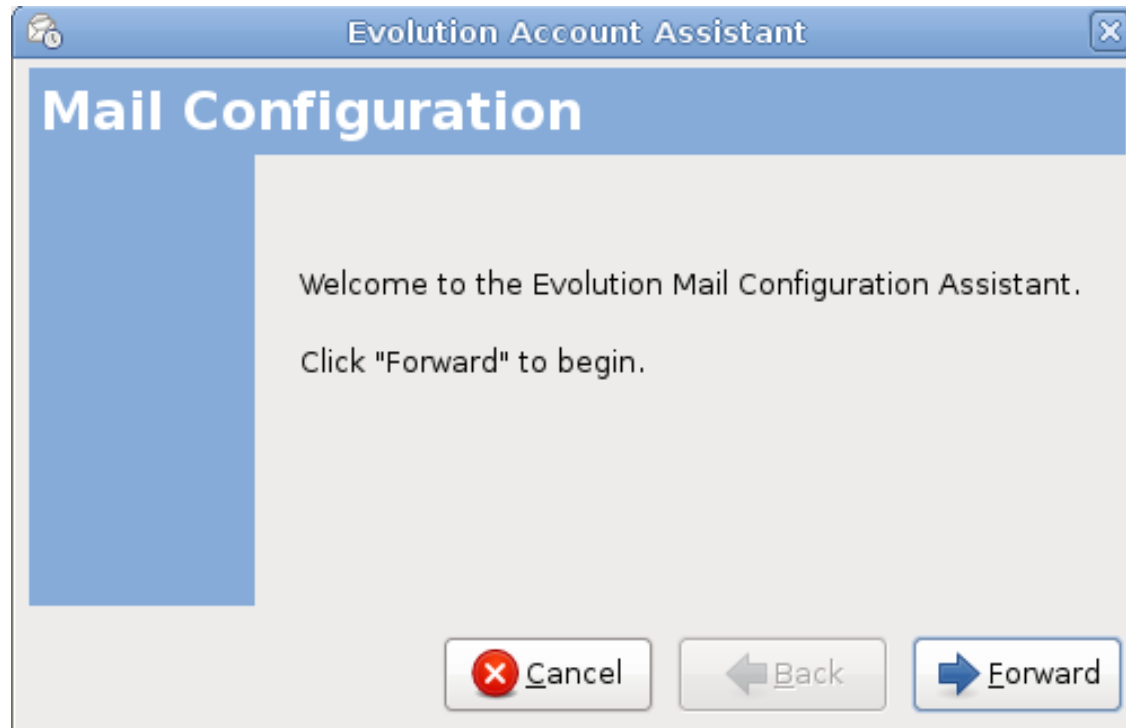 Evolution Account Assistant
Mail Configuration
Welcome to the Evolution Mail Configuration Assistant.
Click "Forward" to begin.
Cancel
Back
Forward